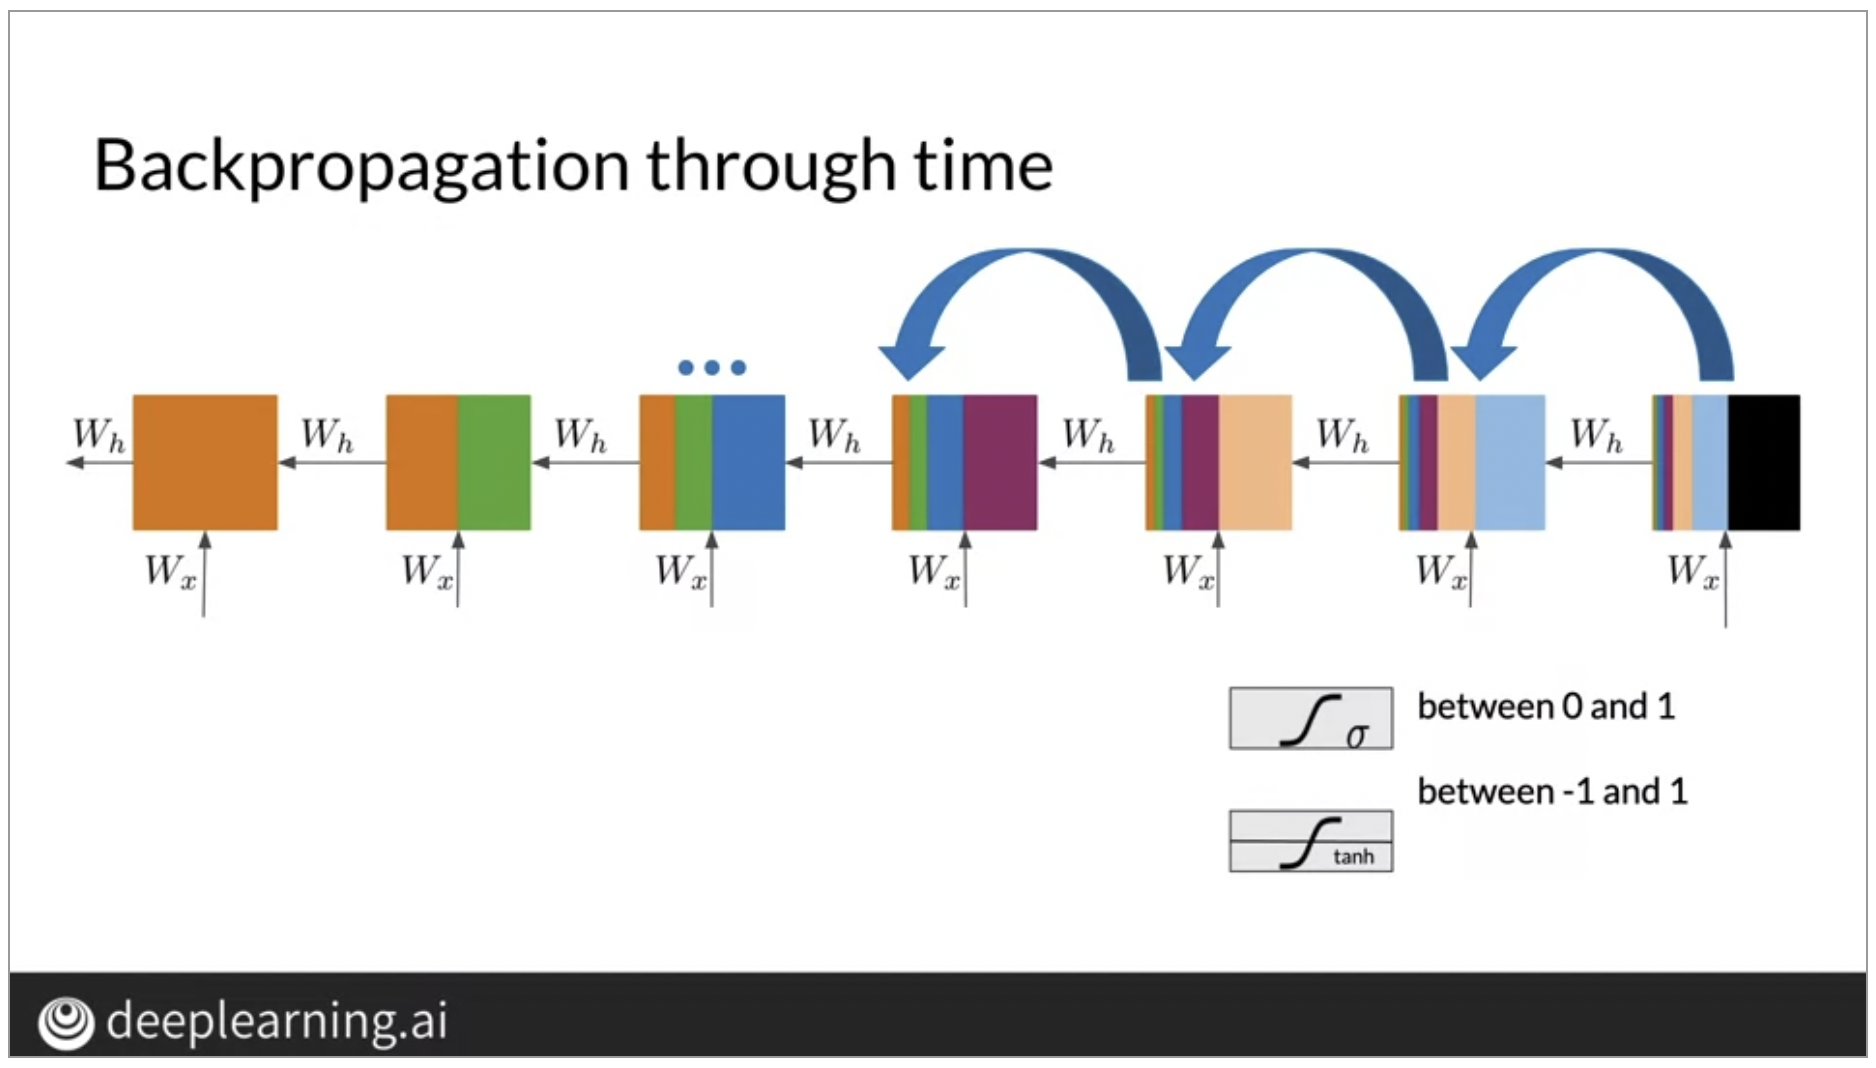 Backpropagation through time
W_h W_h W_h W_h W_h W_h W_h
W_x W_x W_x W_x W_x W_x W_x
σ between 0 and 1
between -1 and 1
tanh
deeplearning.ai